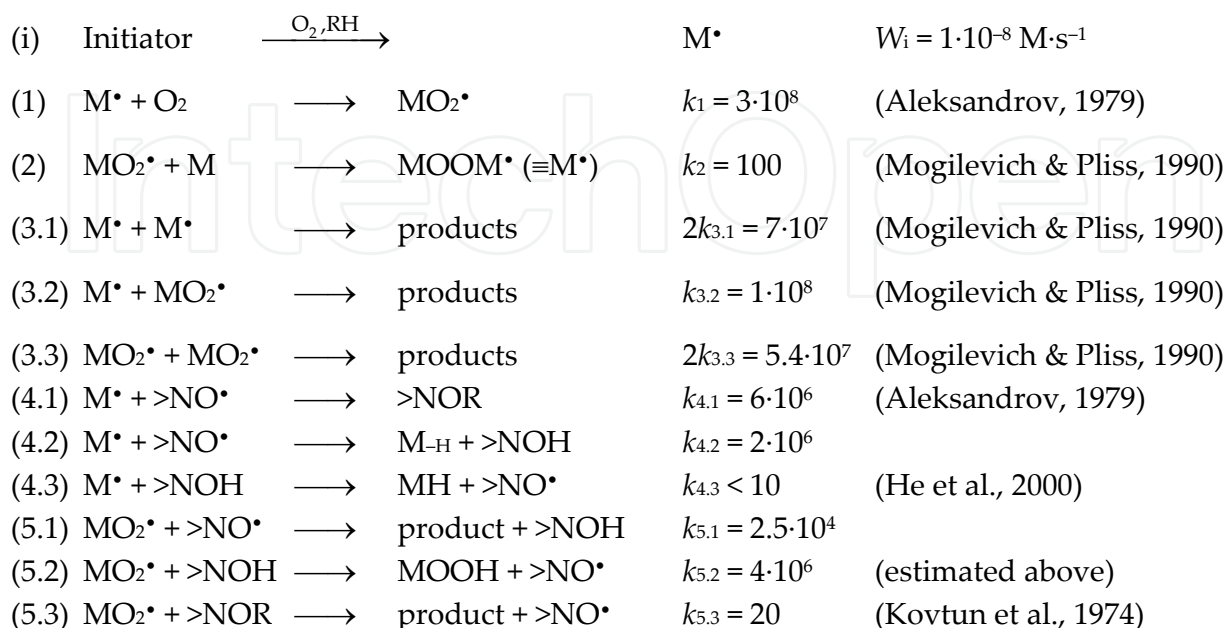 (i) Initiator O₂,RH ⟶ M• Wᵢ = 1·10⁻⁸ M·s⁻¹
(1) M• + O₂ ⟶ MO₂• k₁ = 3·10⁸ (Aleksandrov, 1979)
(2) MO₂• + M ⟶ MOOM• (≡M•) k₂ = 100 (Mogilevich & Pliss, 1990)
(3.1) M• + M• ⟶ products 2k₃.₁ = 7·10⁷ (Mogilevich & Pliss, 1990)
(3.2) M• + MO₂• ⟶ products k₃.₂ = 1·10⁸ (Mogilevich & Pliss, 1990)
(3.3) MO₂• + MO₂• ⟶ products 2k₃.₃ = 5.4·10⁷ (Mogilevich & Pliss, 1990)
(4.1) M• + >NO• ⟶ >NOR k₄.₁ = 6·10⁶ (Aleksandrov, 1979)
(4.2) M• + >NO• ⟶ M₋H + >NOH k₄.₂ = 2·10⁶
(4.3) M• + >NOH ⟶ MH + >NO• k₄.₃ < 10 (He et al., 2000)
(5.1) MO₂• + >NO• ⟶ product + >NOH k₅.₁ = 2.5·10⁴
(5.2) MO₂• + >NOH ⟶ MOOH + >NO• k₅.₂ = 4·10⁶ (estimated above)
(5.3) MO₂• + >NOR ⟶ product + >NO• k₅.₃ = 20 (Kovtun et al., 1974)
IntechOpen